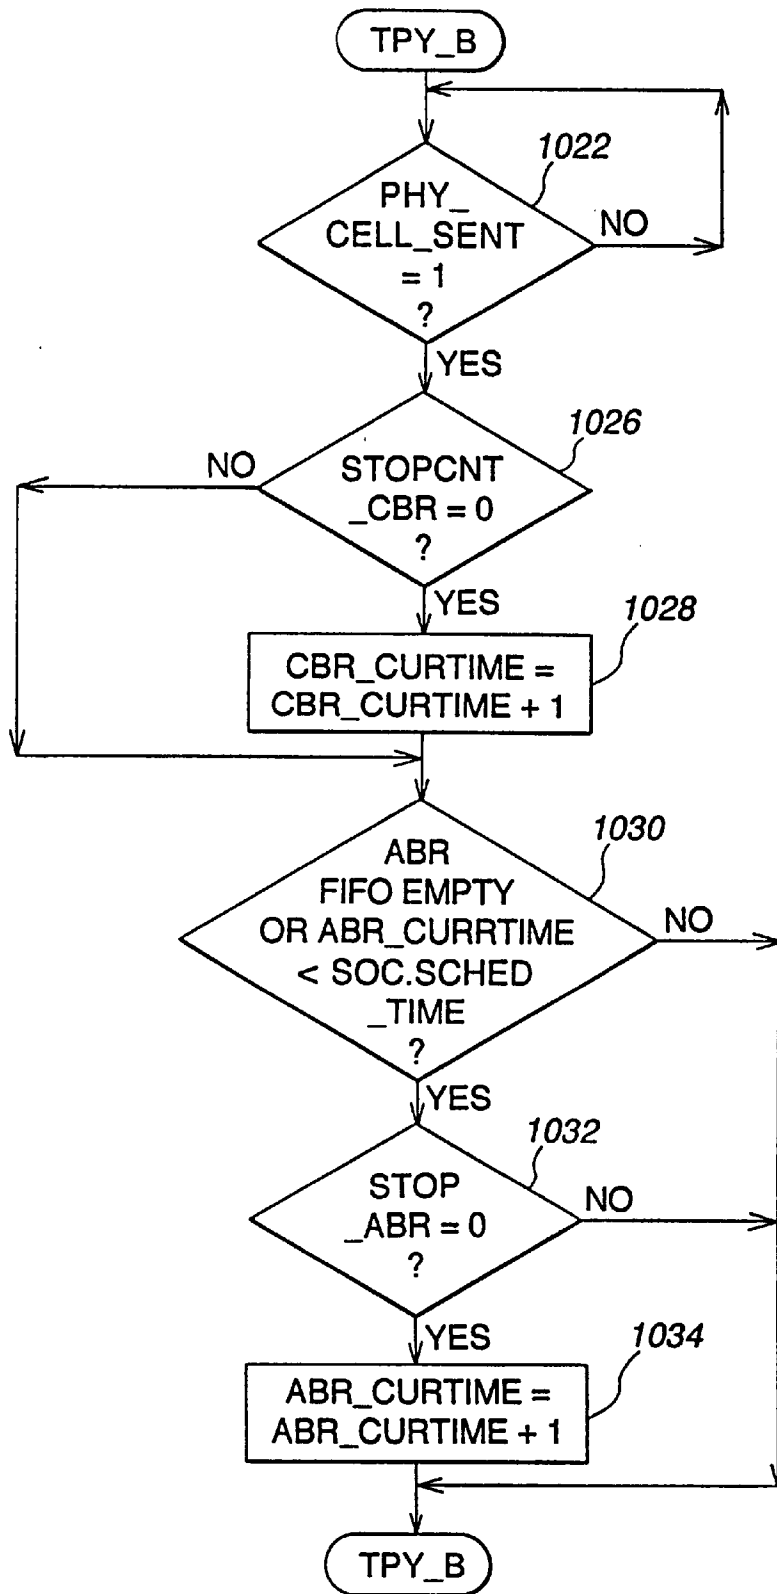 TPY_B
1022
PHY_
CELL_SENT
= 1
?
NO
YES
1026
NO
STOPCNT
_CBR = 0
?
YES
1028
CBR_CURTIME =
CBR_CURTIME + 1
1030
ABR
FIFO EMPTY
OR ABR_CURRTIME
< SOC.SCHED
_TIME
?
NO
YES
1032
STOP
_ABR = 0
?
NO
YES
1034
ABR_CURTIME =
ABR_CURTIME + 1
TPY_B